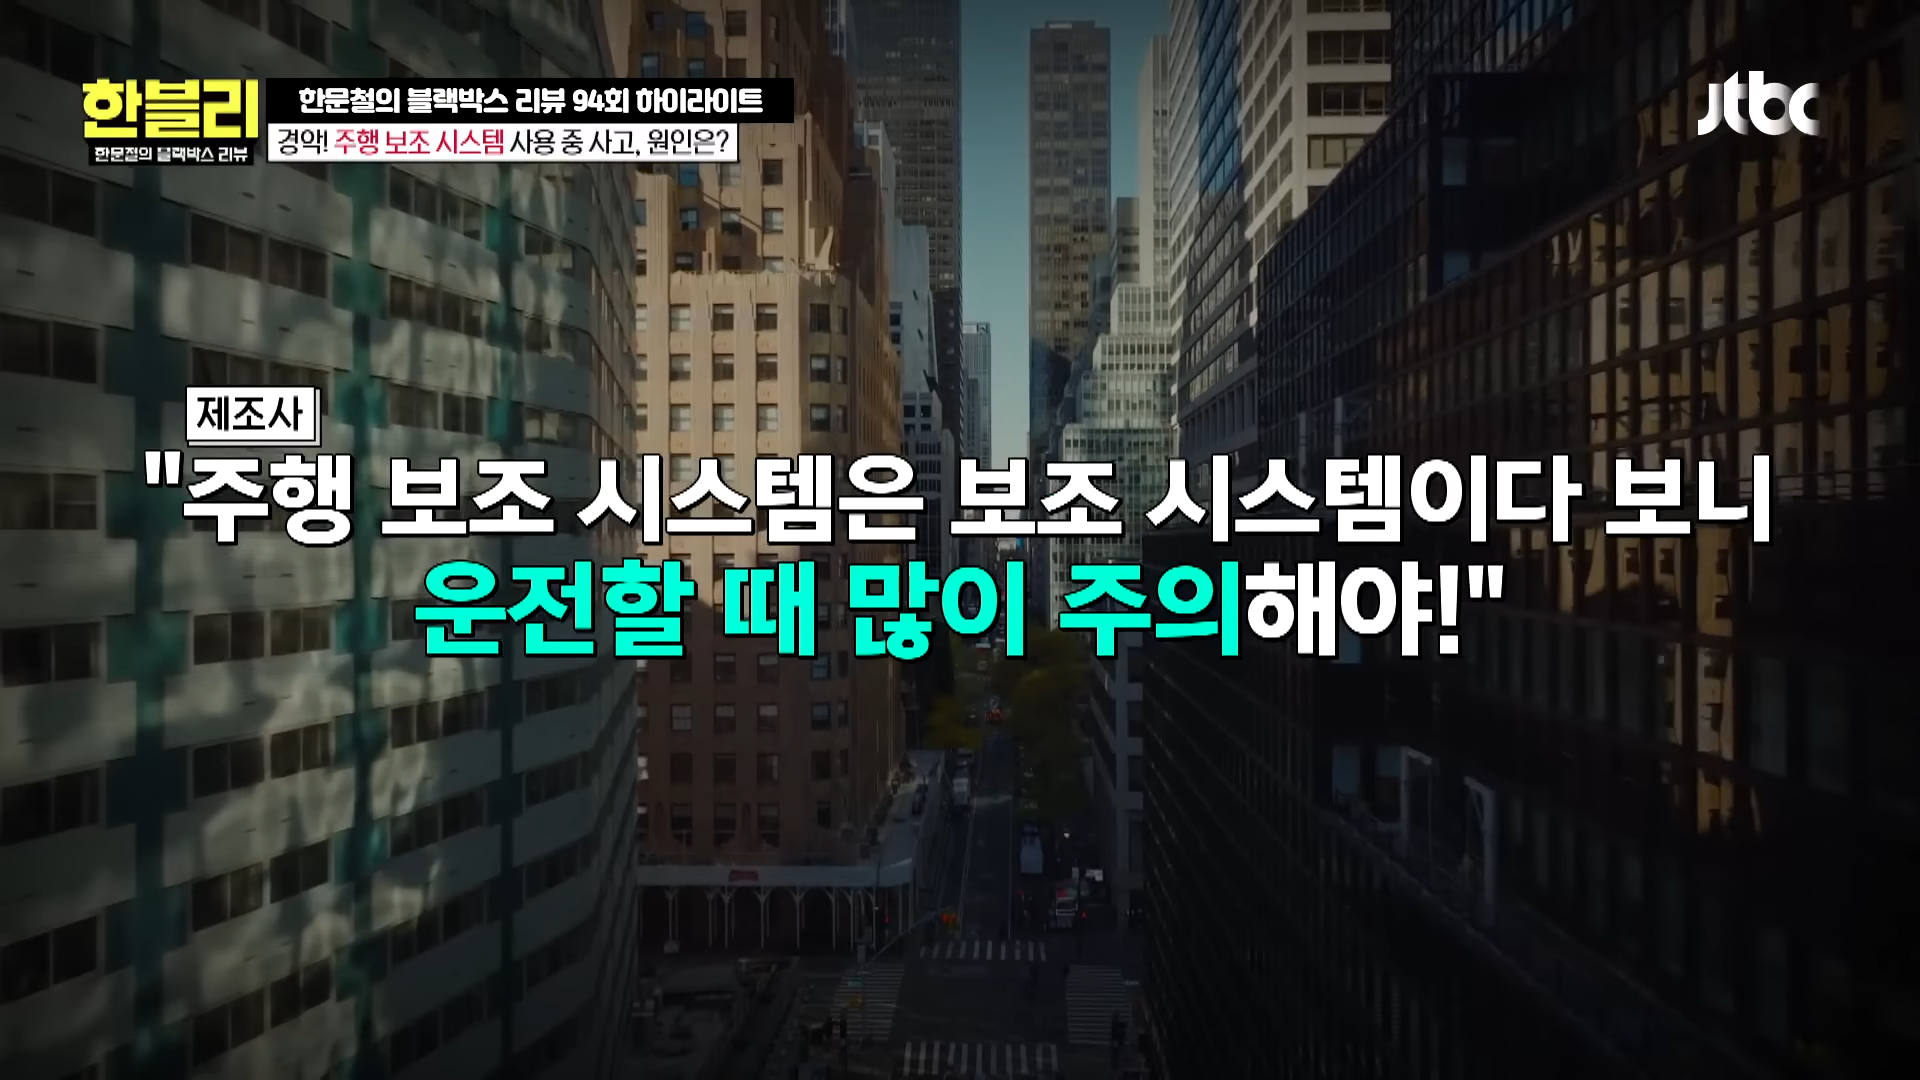 한블리
한문철의 블랙박스 리뷰
한문철의 블랙박스 리뷰 94회 하이라이트
경악! 주행 보조 시스템 사용 중 사고, 원인은?
jtbc
제조사
"주행 보조 시스템은 보조 시스템이다 보니
운전할 때 많이 주의해야!"